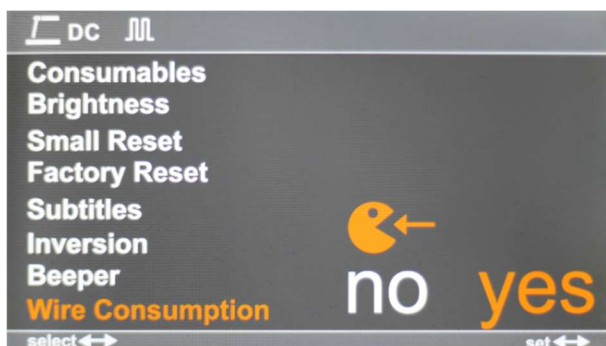 DC
Consumables
Brightness
Small Reset
Factory Reset
Subtitles
Inversion
Beeper
Wire Consumption
no yes
select set